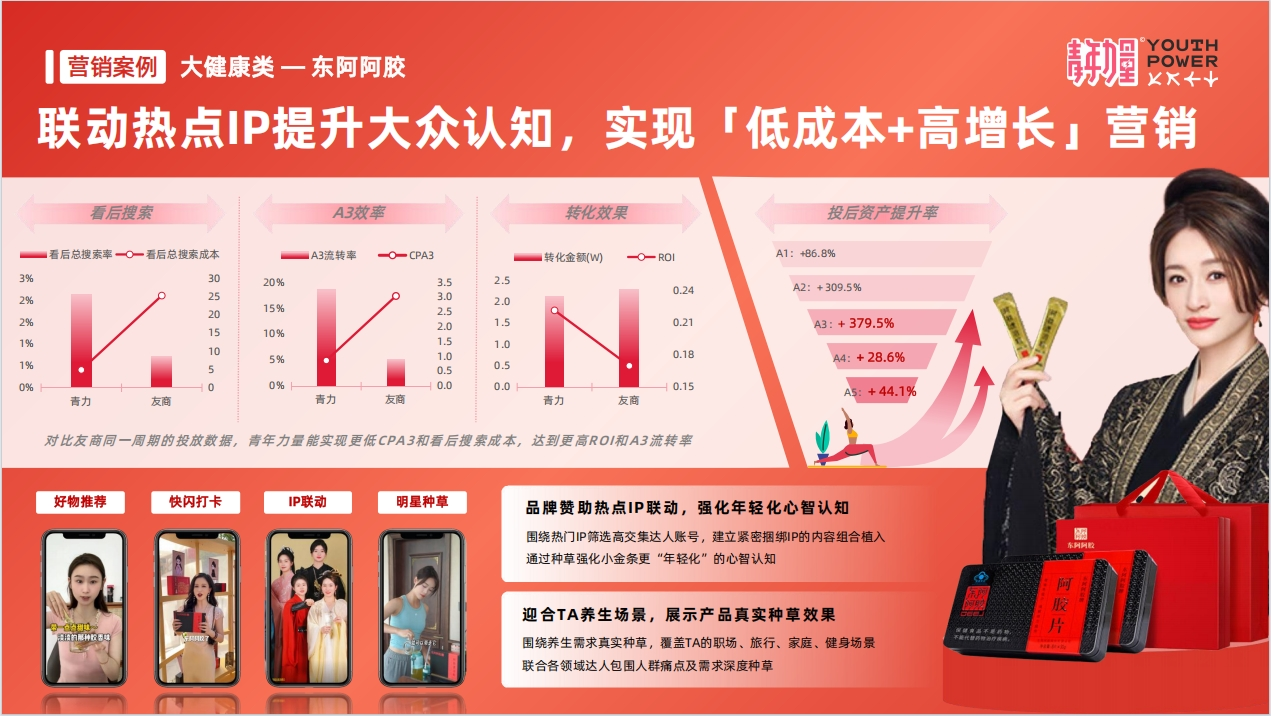 营销案例 大健康类 — 东阿阿胶
青年力量 YOUTH POWER
联动热点IP提升大众认知，实现「低成本+高增长」营销
看后搜索
看后总搜索率 看后总搜索成本
3% 30
2% 25
2% 20
1% 15
1% 10
1% 5
0% 0
青力 友商
A3效率
A3流转率 CPA3
20% 3.5
15% 3.0
10% 2.5
5% 2.0
0% 1.5
1.0
0.5
0.0
青力 友商
转化效果
转化金额(W) ROI
2.5 0.24
2.0 0.21
1.5 0.18
1.0 0.15
0.5
0.0
青力 友商
对比友商同一周期的投放数据，青年力量能实现更低CPA3和看后搜索成本，达到更高ROI和A3流转率
投后资产提升率
A1：+86.8%
A2：+309.5%
A3：+379.5%
A4：+28.6%
A5：+44.1%
好物推荐
快闪打卡
IP联动
明星种草
品牌赞助热点IP联动，强化年轻化心智认知
围绕热门IP筛选高交集达人账号，建立紧密捆绑IP的内容组合植入
通过种草强化小金条更“年轻化”的心智认知
迎合TA养生场景，展示产品真实种草效果
围绕养生需求真实种草，覆盖TA的职场、旅行、家庭、健身场景
联合各领域达人包围人群痛点及需求深度种草
东阿阿胶
阿胶片